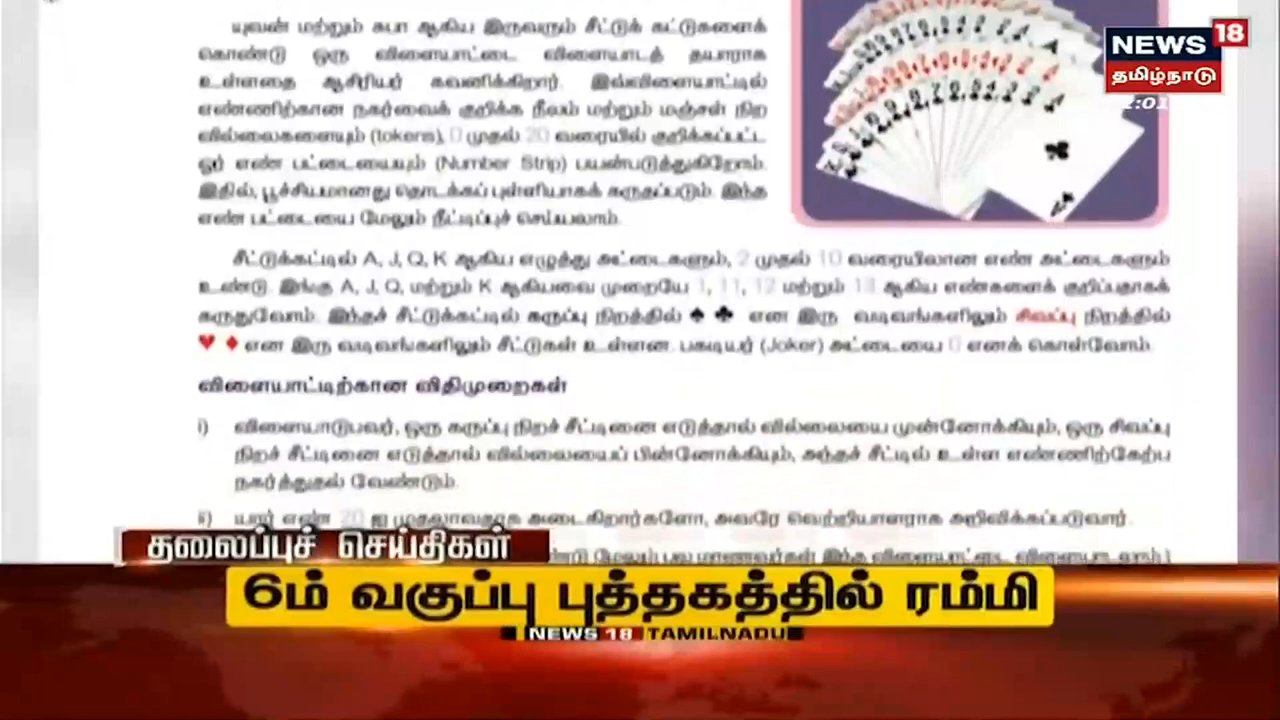 யுவன் மற்றும் சுபா ஆகிய இருவரும் சீட்டுக் கட்டுகளைக்
கொண்டு ஒரு விளையாட்டை விளையாடத் தயாராக
உள்ளதை ஆசிரியர் கவனிக்கிறார். இவ்விளையாட்டில்
எண்ணிற்கான நகர்வைக் குறிக்க நீலம் மற்றும் மஞ்சள் நிற
வில்லைகளையும் (tokens), 0 முதல் 20 வரையில் குறிக்கப்பட்ட
ஓர் எண் பட்டையையும் (Number Strip) பயன்படுத்துகிறோம்.
இதில், பூச்சியமானது தொடக்கப் புள்ளியாகக் கருதப்படும். இந்த
எண் பட்டையை மேலும் நீட்டிப்புச் செய்யலாம்.
NEWS 18
தமிழ்நாடு
சீட்டுக்கட்டில் A, J, Q, K ஆகிய எழுத்து அட்டைகளும், 2 முதல் 10 வரையிலான எண் அட்டைகளும்
உண்டு. இங்கு A, J, Q, மற்றும் K ஆகியவை முறையே 1, 11, 12 மற்றும் 13 ஆகிய எண்களைக் குறிப்பதாகக்
கருதுவோம். இந்தச் சீட்டுக்கட்டில் கருப்பு நிறத்தில் ♠ ♣ என இரு வடிவங்களிலும் சிவப்பு நிறத்தில்
♥ ♦ என இரு வடிவங்களிலும் சீட்டுகள் உள்ளன. பகடியர் (Joker) அட்டையை 0 எனக் கொள்வோம்.
விளையாட்டிற்கான விதிமுறைகள்
i) விளையாடுபவர், ஒரு கருப்பு நிறச் சீட்டினை எடுத்தால் வில்லையை முன்னோக்கியும், ஒரு சிவப்பு
நிறச் சீட்டினை எடுத்தால் வில்லையைப் பின்னோக்கியும், அந்தச் சீட்டில் உள்ள எண்ணிற்கேற்ப
நகர்த்துதல் வேண்டும்.
ii) யார் எண் 20 ஐ முதலாவதாக அடைகிறார்களோ, அவரே வெற்றியாளராக அறிவிக்கப்படுவார்.
மேலும் பல மாணவர்கள் இந்த விளையாட்டை விளையாடலாம்
தலைப்புச் செய்திகள்
6ம் வகுப்பு புத்தகத்தில் ரம்மி
NEWS 18 TAMILNADU